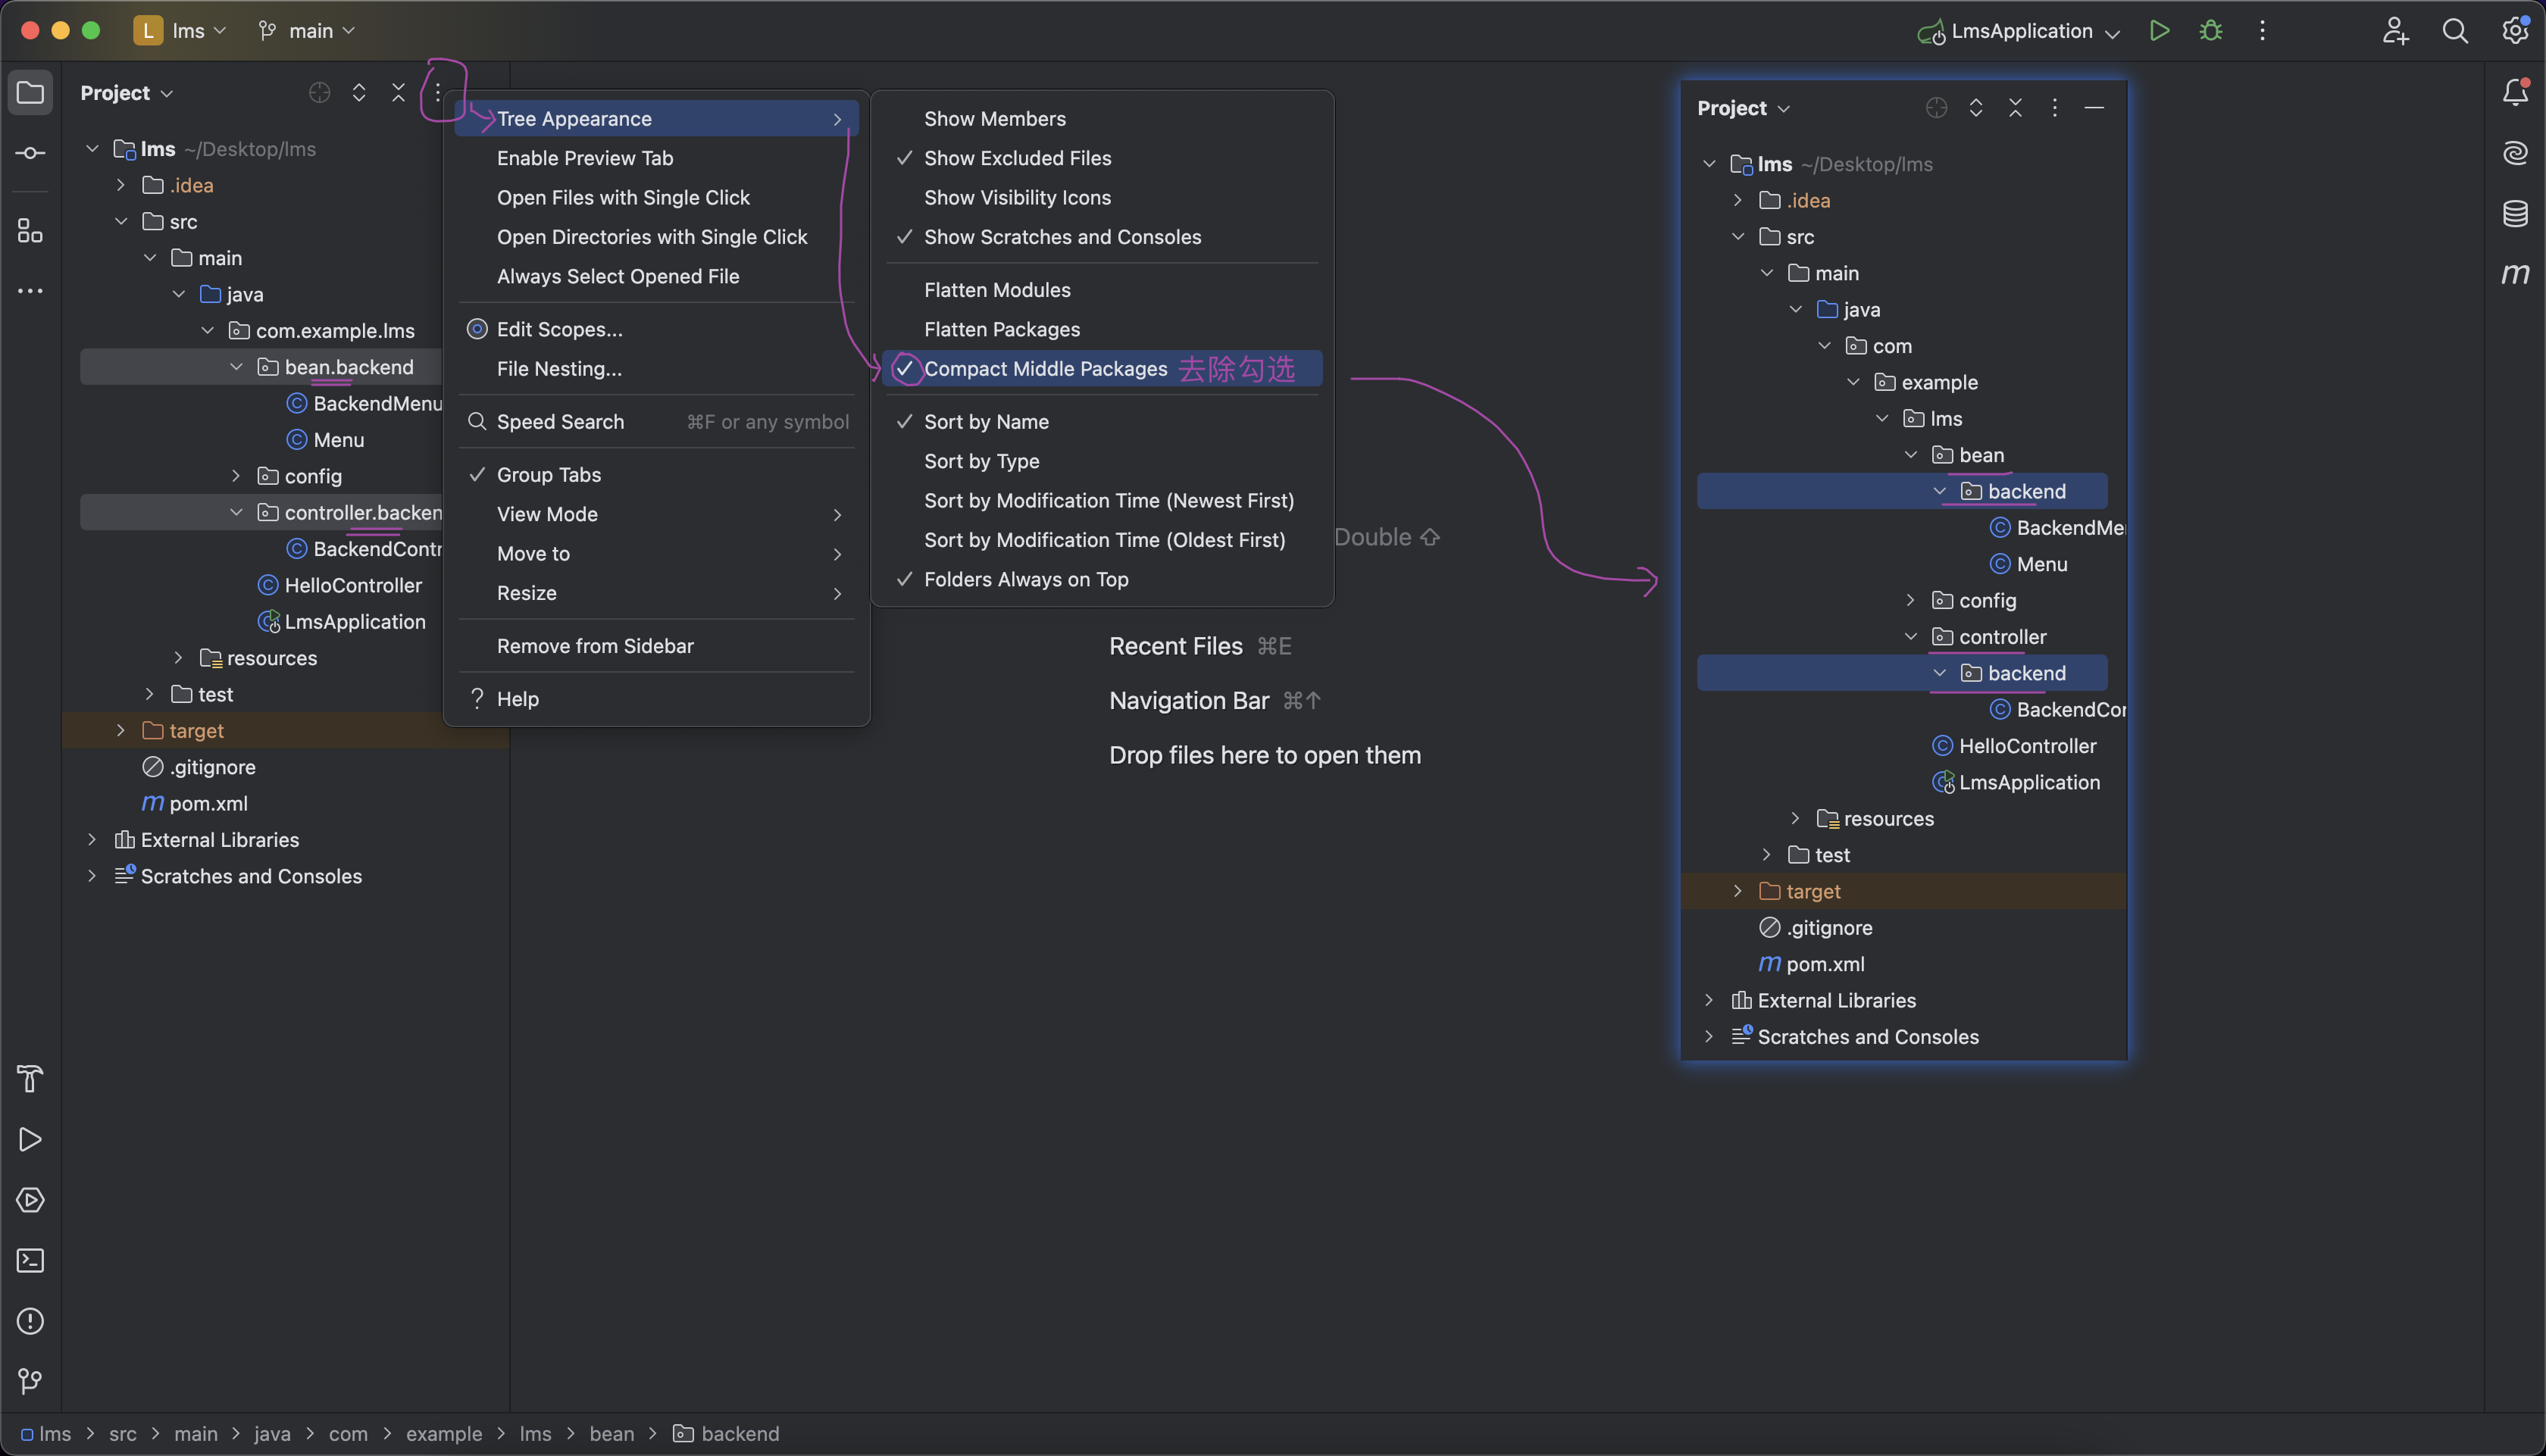 L lms main LmsApplication
Project
lms ~/Desktop/lms
.idea
src
main
java
com.example.lms
bean.backend
BackendMenu
Menu
config
controller.backen
BackendContr
HelloController
LmsApplication
resources
test
target
.gitignore
pom.xml
External Libraries
Scratches and Consoles
Tree Appearance
Enable Preview Tab
Open Files with Single Click
Open Directories with Single Click
Always Select Opened File
Edit Scopes...
File Nesting...
Speed Search ⌘F or any symbol
Group Tabs
View Mode
Move to
Resize
Remove from Sidebar
? Help
Show Members
Show Excluded Files
Show Visibility Icons
Show Scratches and Consoles
Flatten Modules
Flatten Packages
Compact Middle Packages 去除勾选
Sort by Name
Sort by Type
Sort by Modification Time (Newest First)
Sort by Modification Time (Oldest First)
Folders Always on Top
Double ⇧
Recent Files ⌘E
Navigation Bar ⌘↑
Drop files here to open them
Project
lms ~/Desktop/lms
.idea
src
main
java
com
example
lms
bean
backend
BackendMe
Menu
config
controller
backend
BackendCor
HelloController
LmsApplication
resources
test
target
.gitignore
pom.xml
External Libraries
Scratches and Consoles
lms > src > main > java > com > example > lms > bean > backend